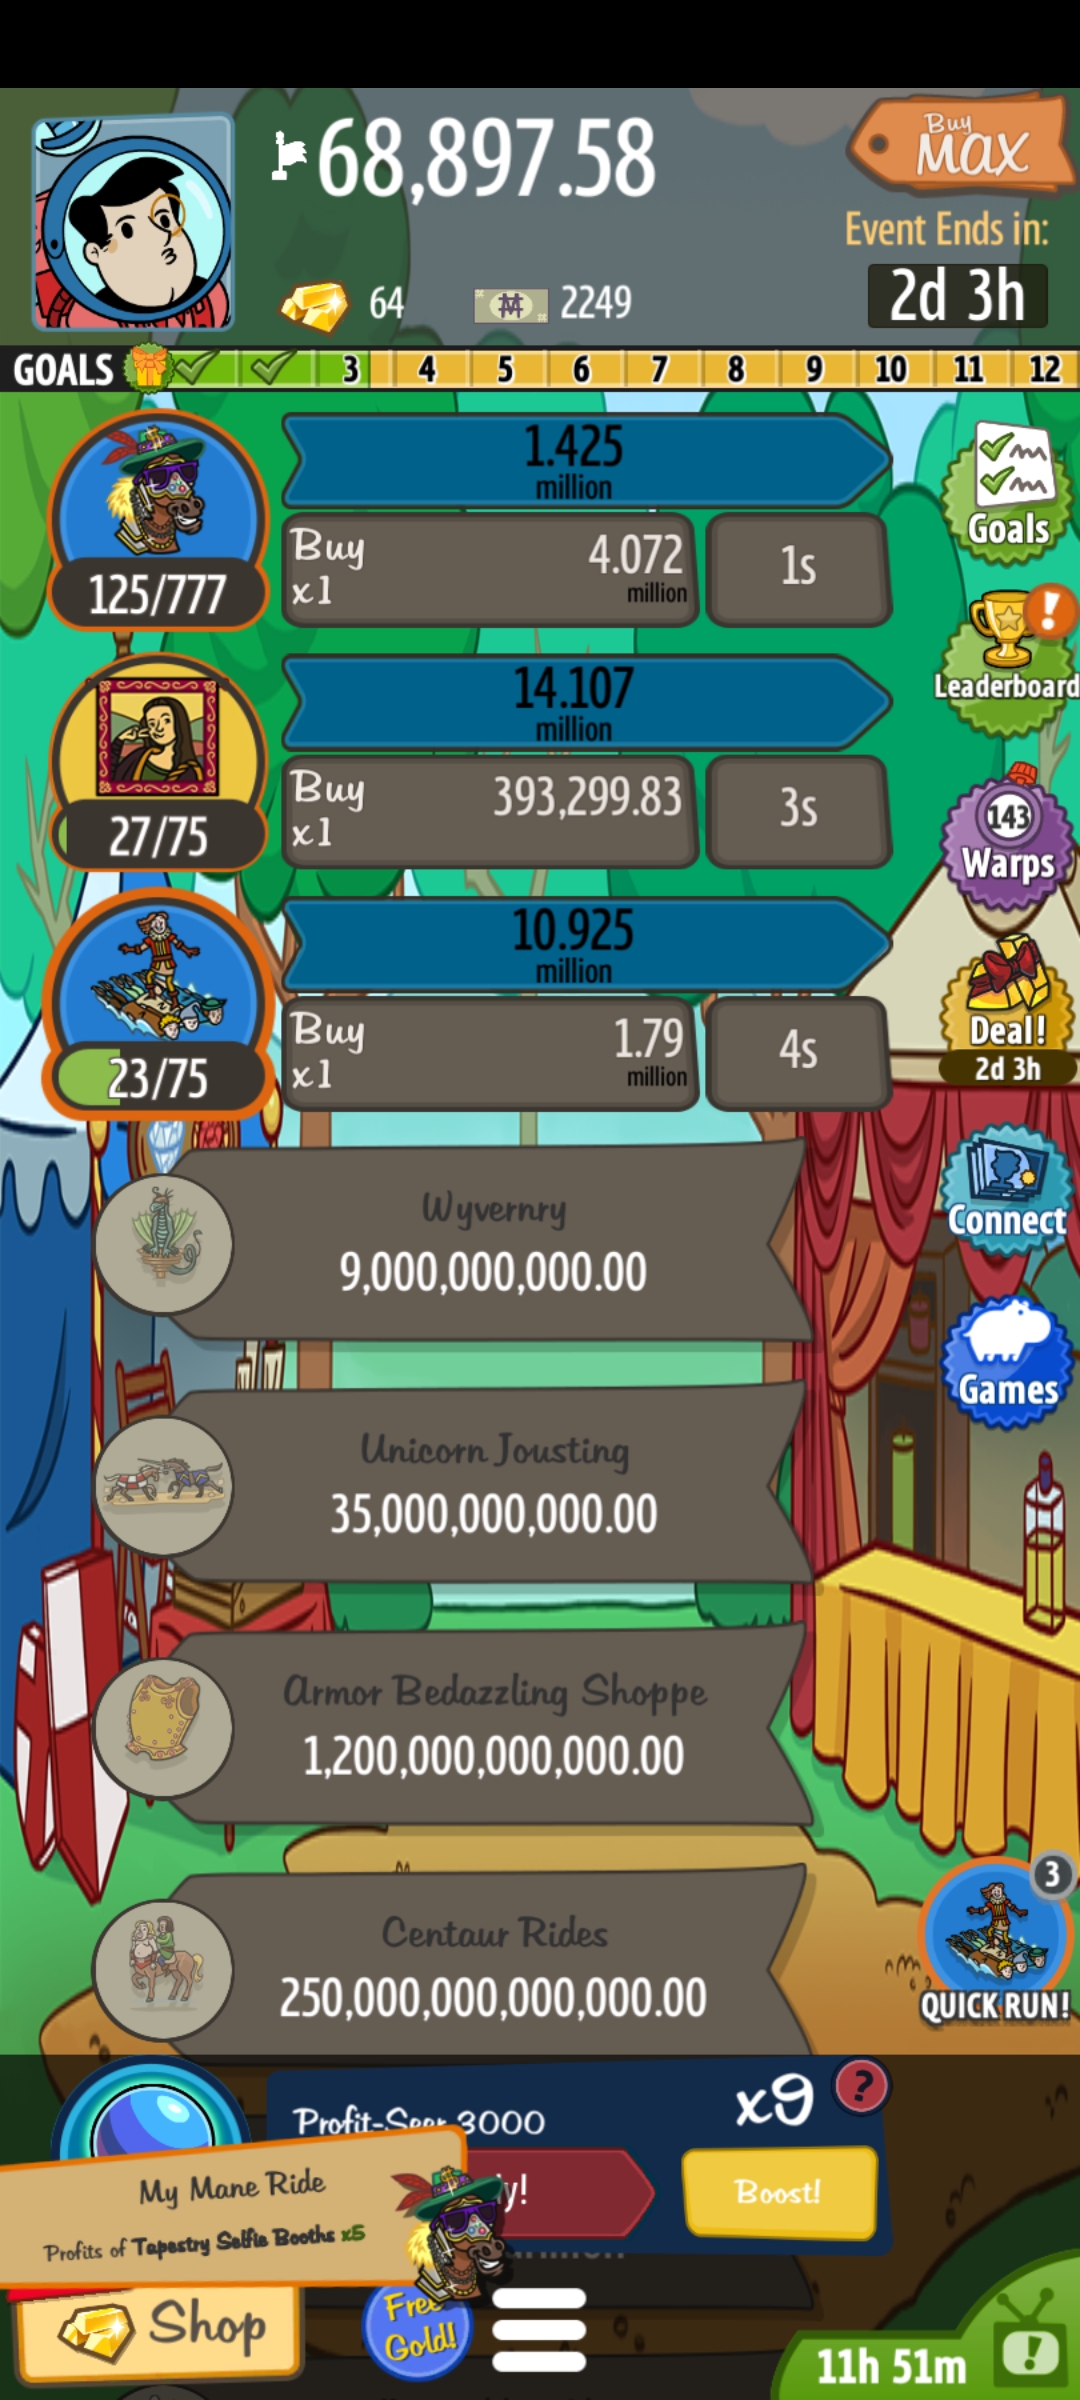 68,897.58
Buy
MAX
Event Ends in:
64
2249
2d 3h
GOALS 3 4 5 6 7 8 9 10 11 12
1.425
million
125/777
Buy
x1
4.072
million
1s
Goals
14.107
million
Leaderboard
27/75
Buy
x1
393,299.83
3s
143
Warps
10.925
million
23/75
Buy
x1
1.79
million
4s
Deal!
2d 3h
Wyvernry
9,000,000,000.00
Connect
Unicorn Jousting
35,000,000,000.00
Games
Armor Bedazzling Shoppe
1,200,000,000,000.00
Centaur Rides
250,000,000,000,000.00
3
QUICK RUN!
Profit-Seer 3000
x9
?
Boost!
My Mane Ride
Profits of Tapestry Selfie Booths x5
Shop
Free
Gold!
11h 51m